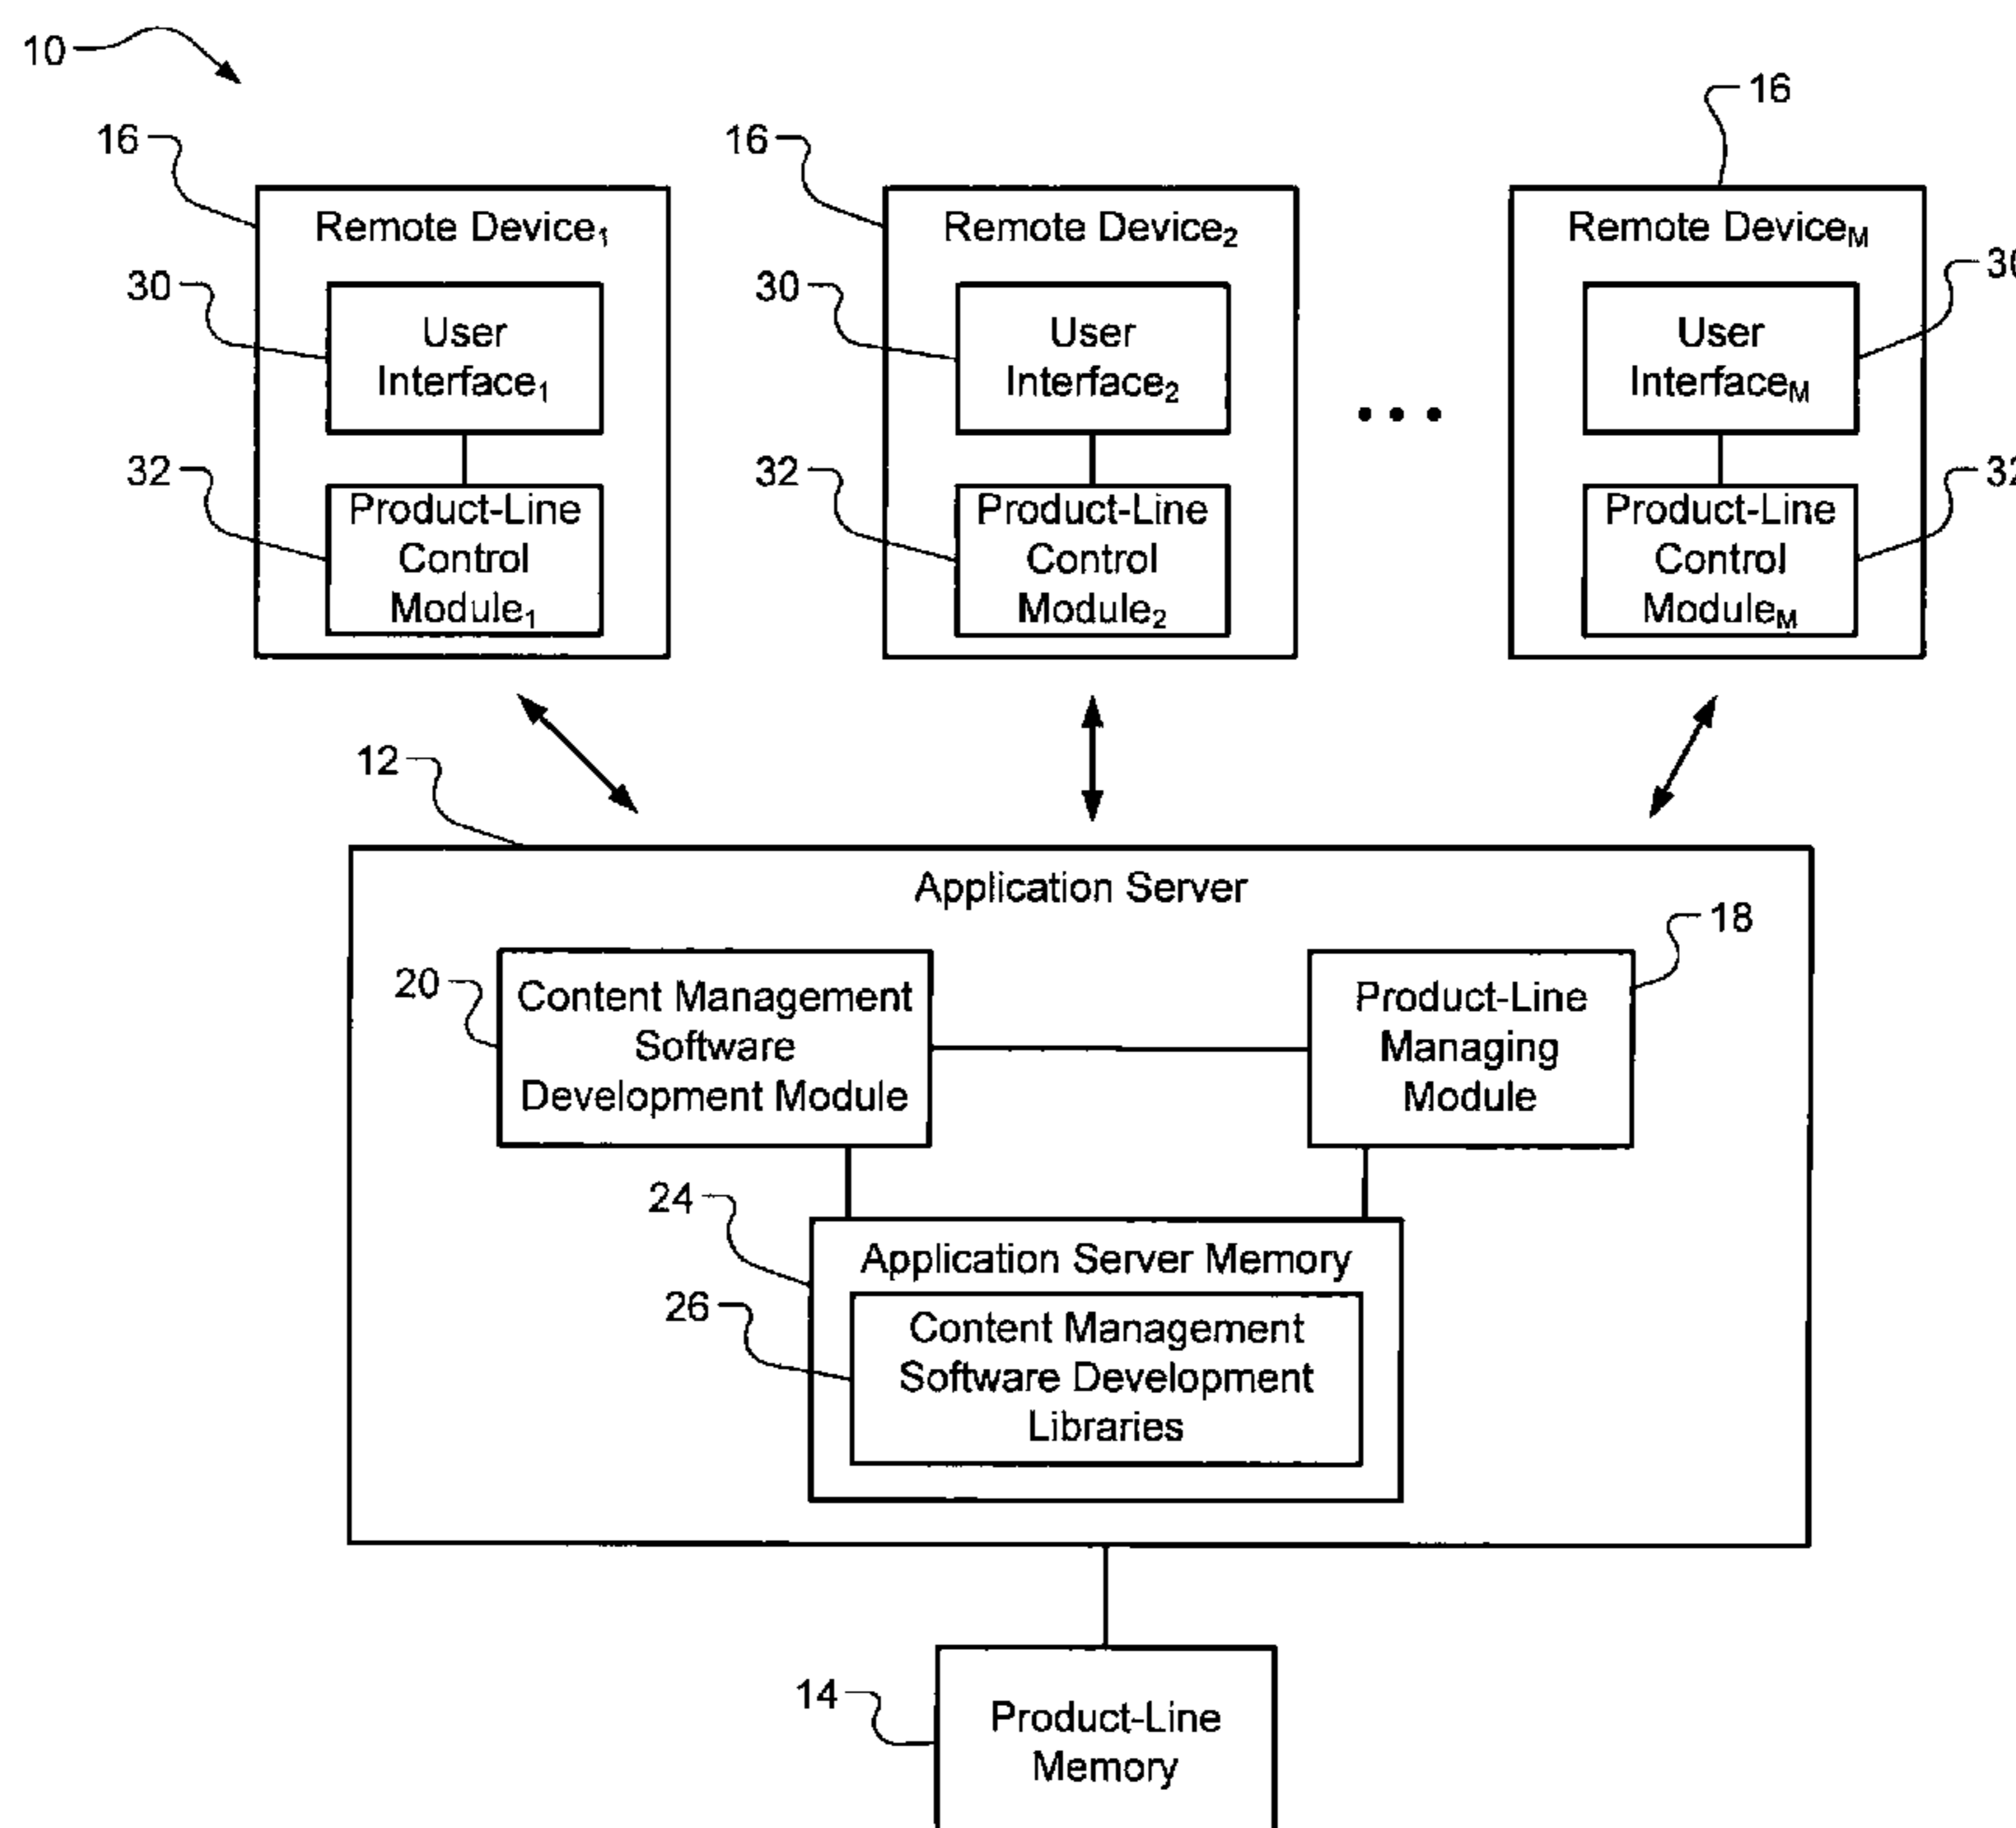 10
16
16
16
Remote Device₁
Remote Device₂
Remote Deviceₘ
30
30
User
Interface₁
User
Interface₂
User
Interfaceₘ
32
32
Product-Line
Control
Module₁
Product-Line
Control
Module₂
Product-Line
Control
Moduleₘ
12
Application Server
18
20
Content Management
Software
Development Module
Product-Line
Managing
Module
24
Application Server Memory
26
Content Management
Software Development
Libraries
14
Product-Line
Memory